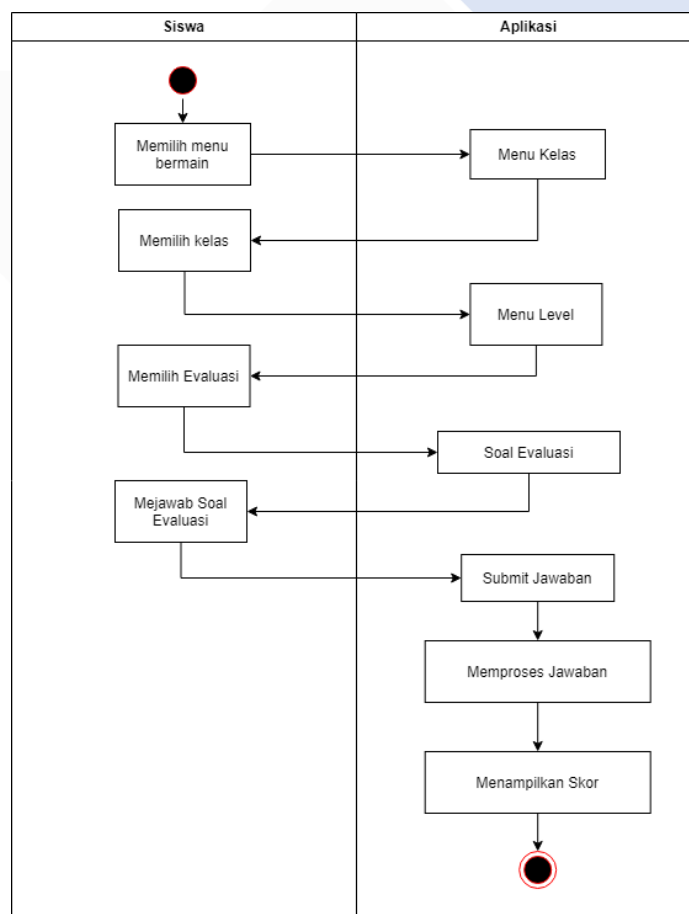 Siswa
Aplikasi
Memilih menu
bermain
Menu Kelas
Memilih kelas
Menu Level
Memilih Evaluasi
Soal Evaluasi
Mejawab Soal
Evaluasi
Submit Jawaban
Memproses Jawaban
Menampilkan Skor